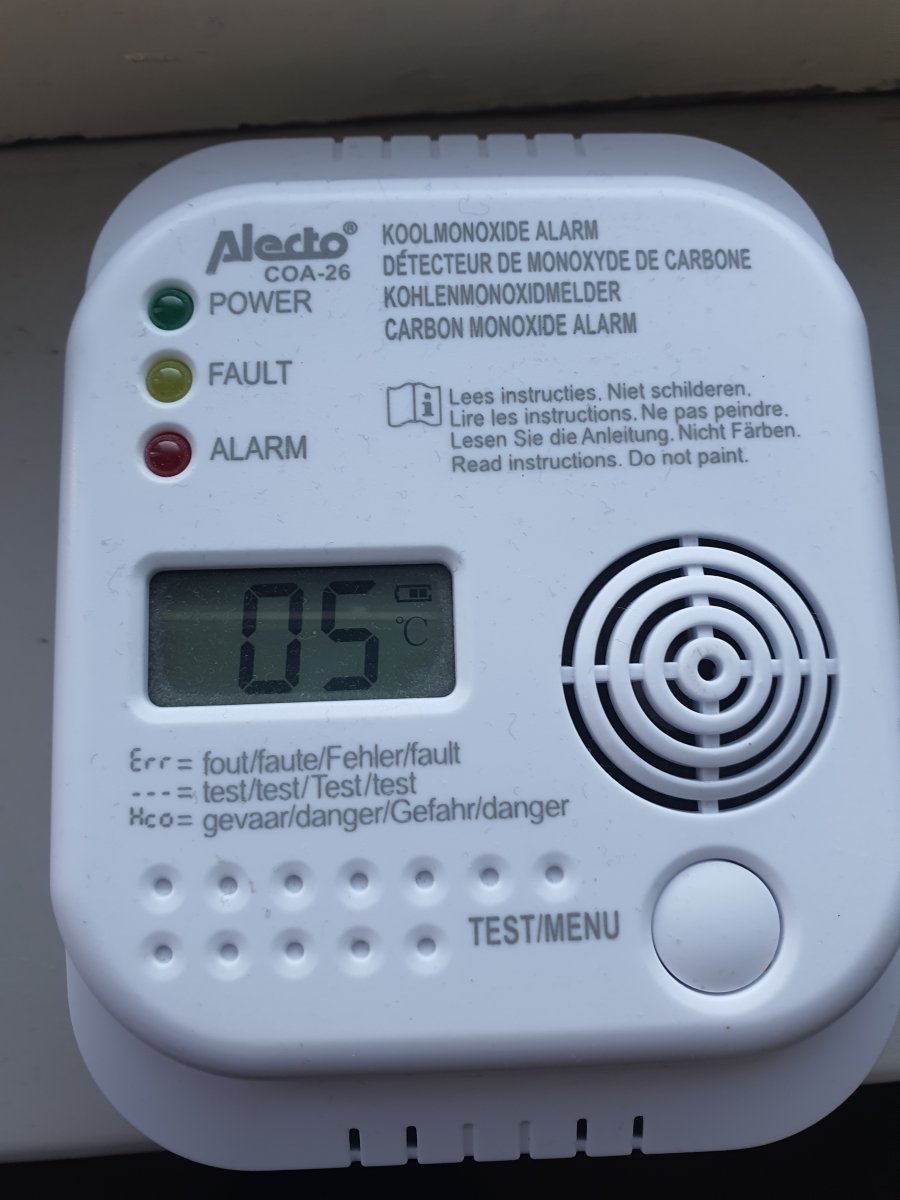 Alecto®
COA-26
KOOLMONOXIDE ALARM
DÉTECTEUR DE MONOXYDE DE CARBONE
KOHLENMONOXIDMELDER
CARBON MONOXIDE ALARM
POWER
FAULT
ALARM
Lees instructies. Niet schilderen.
Lire les instructions. Ne pas peindre.
Lesen Sie die Anleitung. Nicht Färben.
Read instructions. Do not paint.
05 °C
Err= fout/faute/Fehler/fault
---= test/test/Test/test
Hco= gevaar/danger/Gefahr/danger
TEST/MENU